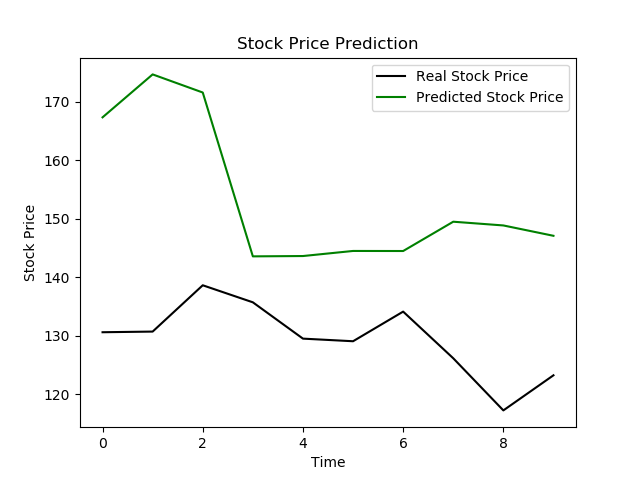 Stock Price Prediction
Real Stock Price
Predicted Stock Price
Stock Price
170
160
150
140
130
120
0 2 4 6 8
Time